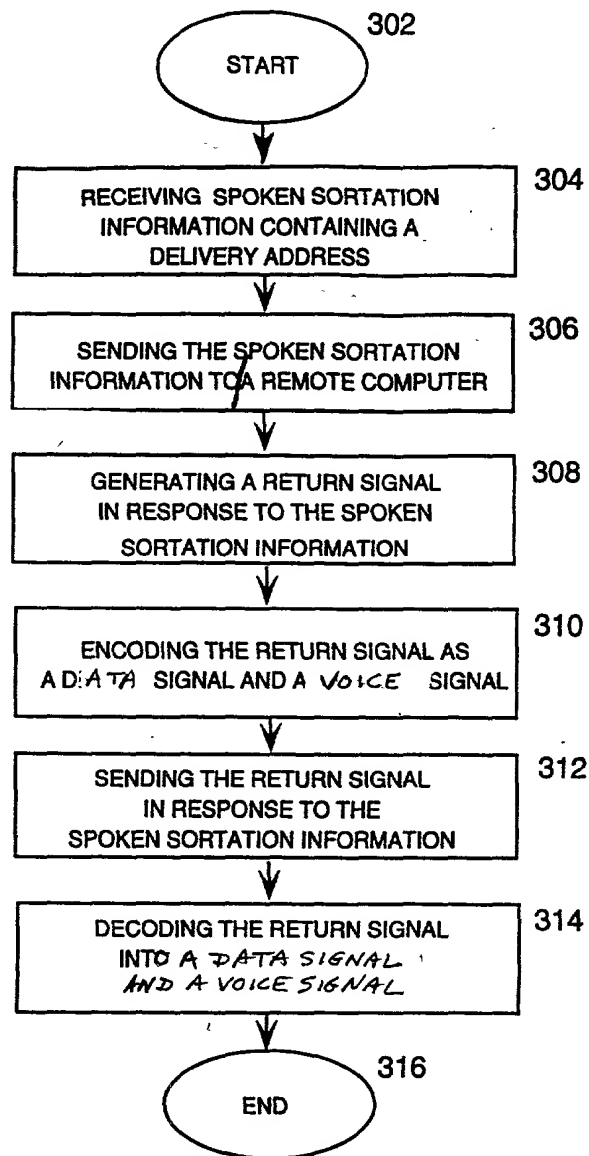 302
START
304
RECEIVING SPOKEN SORTATION
INFORMATION CONTAINING A
DELIVERY ADDRESS
306
SENDING THE SPOKEN SORTATION
INFORMATION TO A REMOTE COMPUTER
308
GENERATING A RETURN SIGNAL
IN RESPONSE TO THE SPOKEN
SORTATION INFORMATION
310
ENCODING THE RETURN SIGNAL AS
A DATA SIGNAL AND A VOICE SIGNAL
312
SENDING THE RETURN SIGNAL
IN RESPONSE TO THE
SPOKEN SORTATION INFORMATION
314
DECODING THE RETURN SIGNAL
INTO A DATA SIGNAL
AND A VOICE SIGNAL
316
END